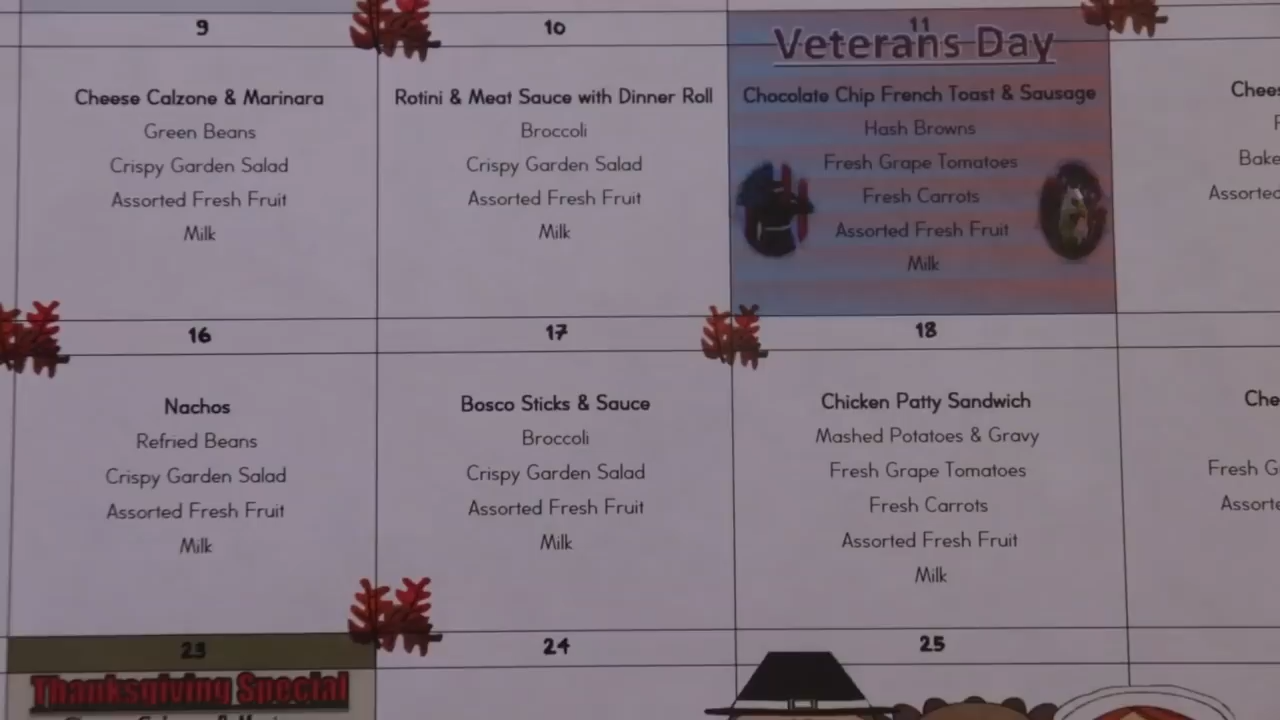 9
Cheese Calzone & Marinara
Green Beans
Crispy Garden Salad
Assorted Fresh Fruit
Milk
10
Rotini & Meat Sauce with Dinner Roll
Broccoli
Crispy Garden Salad
Assorted Fresh Fruit
Milk
11
Veterans Day
Chocolate Chip French Toast & Sausage
Hash Browns
Fresh Grape Tomatoes
Fresh Carrots
Assorted Fresh Fruit
Milk
16
Nachos
Refried Beans
Crispy Garden Salad
Assorted Fresh Fruit
Milk
17
Bosco Sticks & Sauce
Broccoli
Crispy Garden Salad
Assorted Fresh Fruit
Milk
18
Chicken Patty Sandwich
Mashed Potatoes & Gravy
Fresh Grape Tomatoes
Fresh Carrots
Assorted Fresh Fruit
Milk
Fresh
23
Thanksgiving Special
24
25